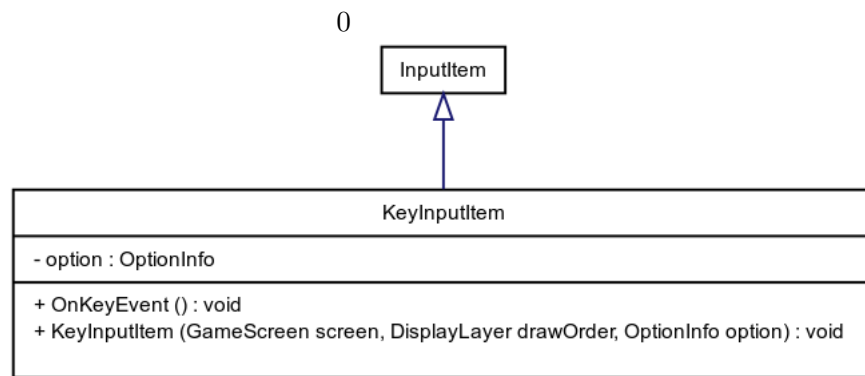 0
InputItem
KeyInputItem
- option : OptionInfo
+ OnKeyEvent () : void
+ KeyInputItem (GameScreen screen, DisplayLayer drawOrder, OptionInfo option) : void